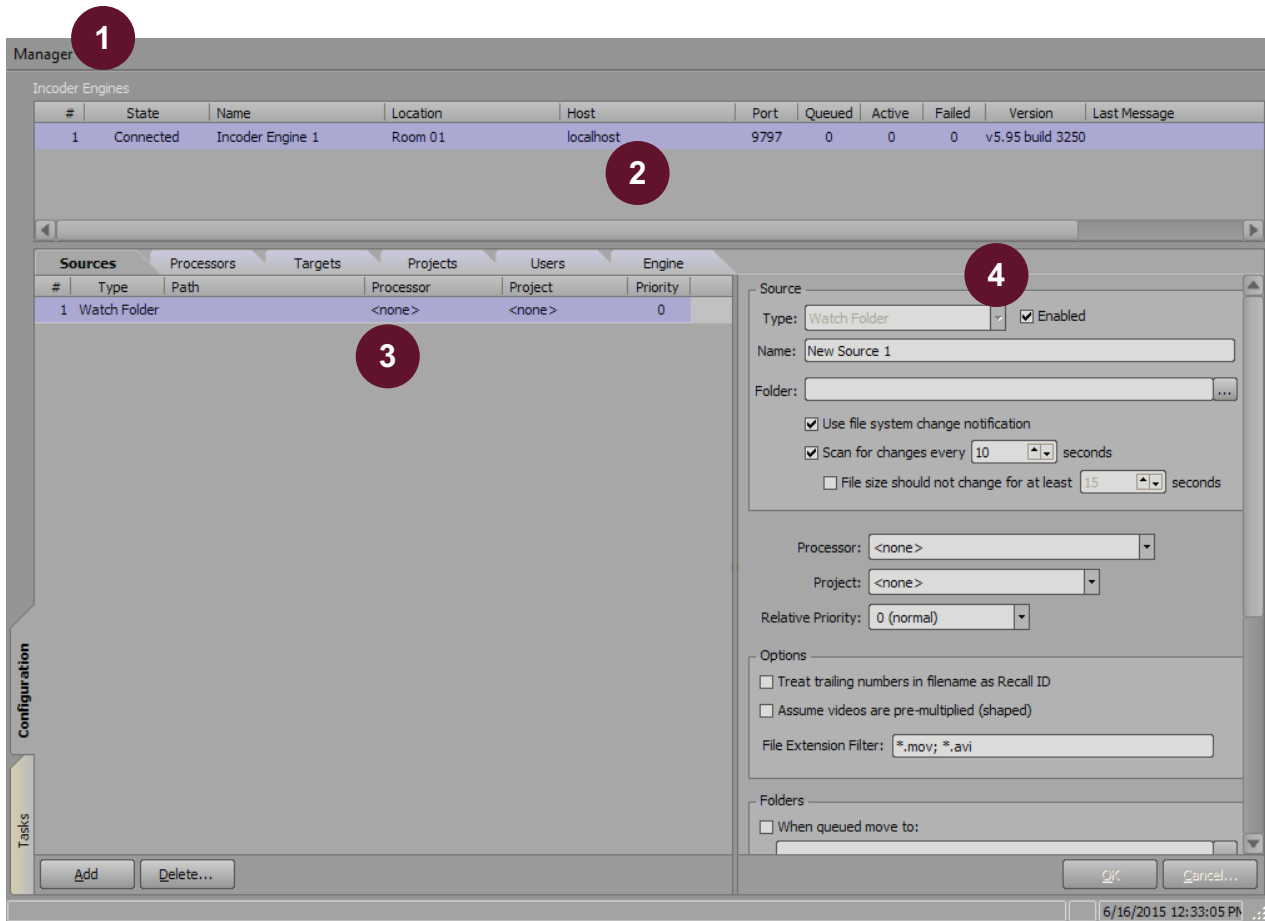 1
Manager
Incoder Engines
# State Name Location Host Port Queued Active Failed Version Last Message
1 Connected Incoder Engine 1 Room 01 localhost 9797 0 0 0 v5.95 build 3250
2
Sources Processors Targets Projects Users Engine
4
# Type Path Processor Project Priority
1 Watch Folder <none> <none> 0
3
Source
Type: Watch Folder Enabled
Name: New Source 1
Folder: ...
Use file system change notification
Scan for changes every 10 seconds
File size should not change for at least 15 seconds
Processor: <none>
Project: <none>
Relative Priority: 0 (normal)
Options
Treat trailing numbers in filename as Recall ID
Assume videos are pre-multiplied (shaped)
File Extension Filter: *.mov; *.avi
Folders
When queued move to:
Configuration
Tasks
Add Delete...
OK Cancel...
6/16/2015 12:33:05 PM